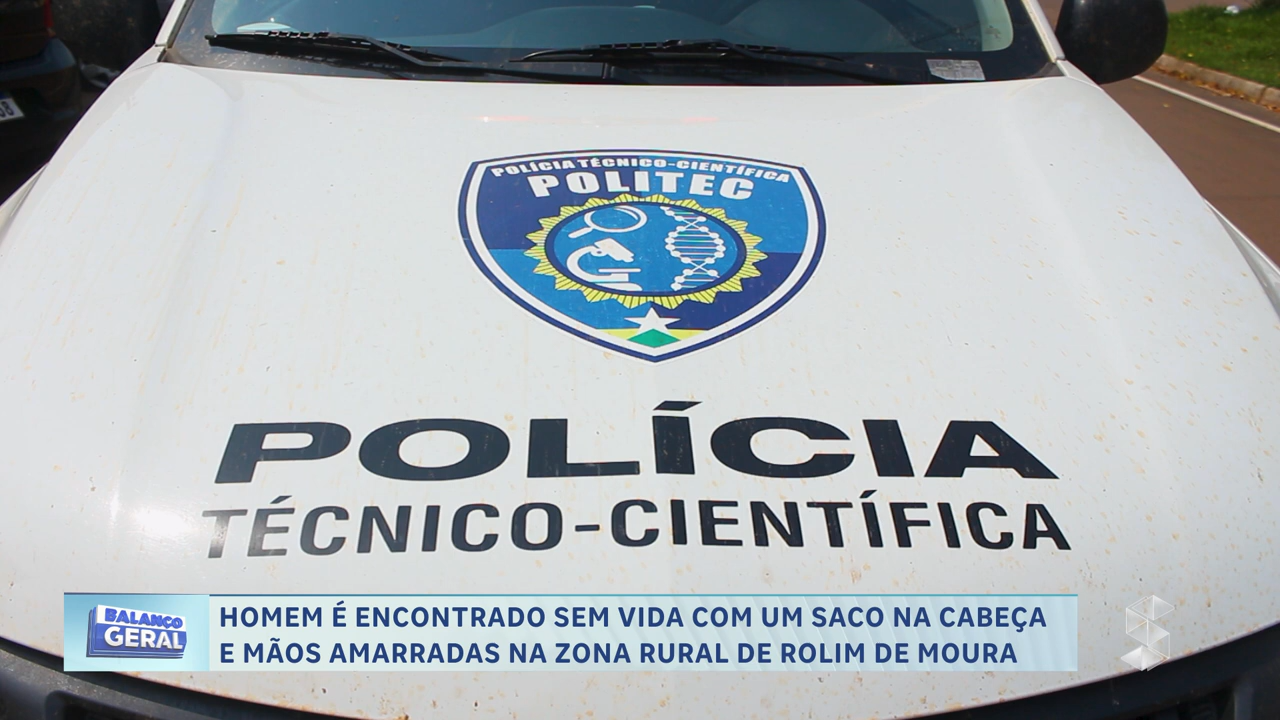 POLÍCIA TÉCNICO-CIENTÍFICA
POLITEC
POLÍCIA
TÉCNICO-CIENTÍFICA
BALANÇO
GERAL
HOMEM É ENCONTRADO SEM VIDA COM UM SACO NA CABEÇA
E MÃOS AMARRADAS NA ZONA RURAL DE ROLIM DE MOURA